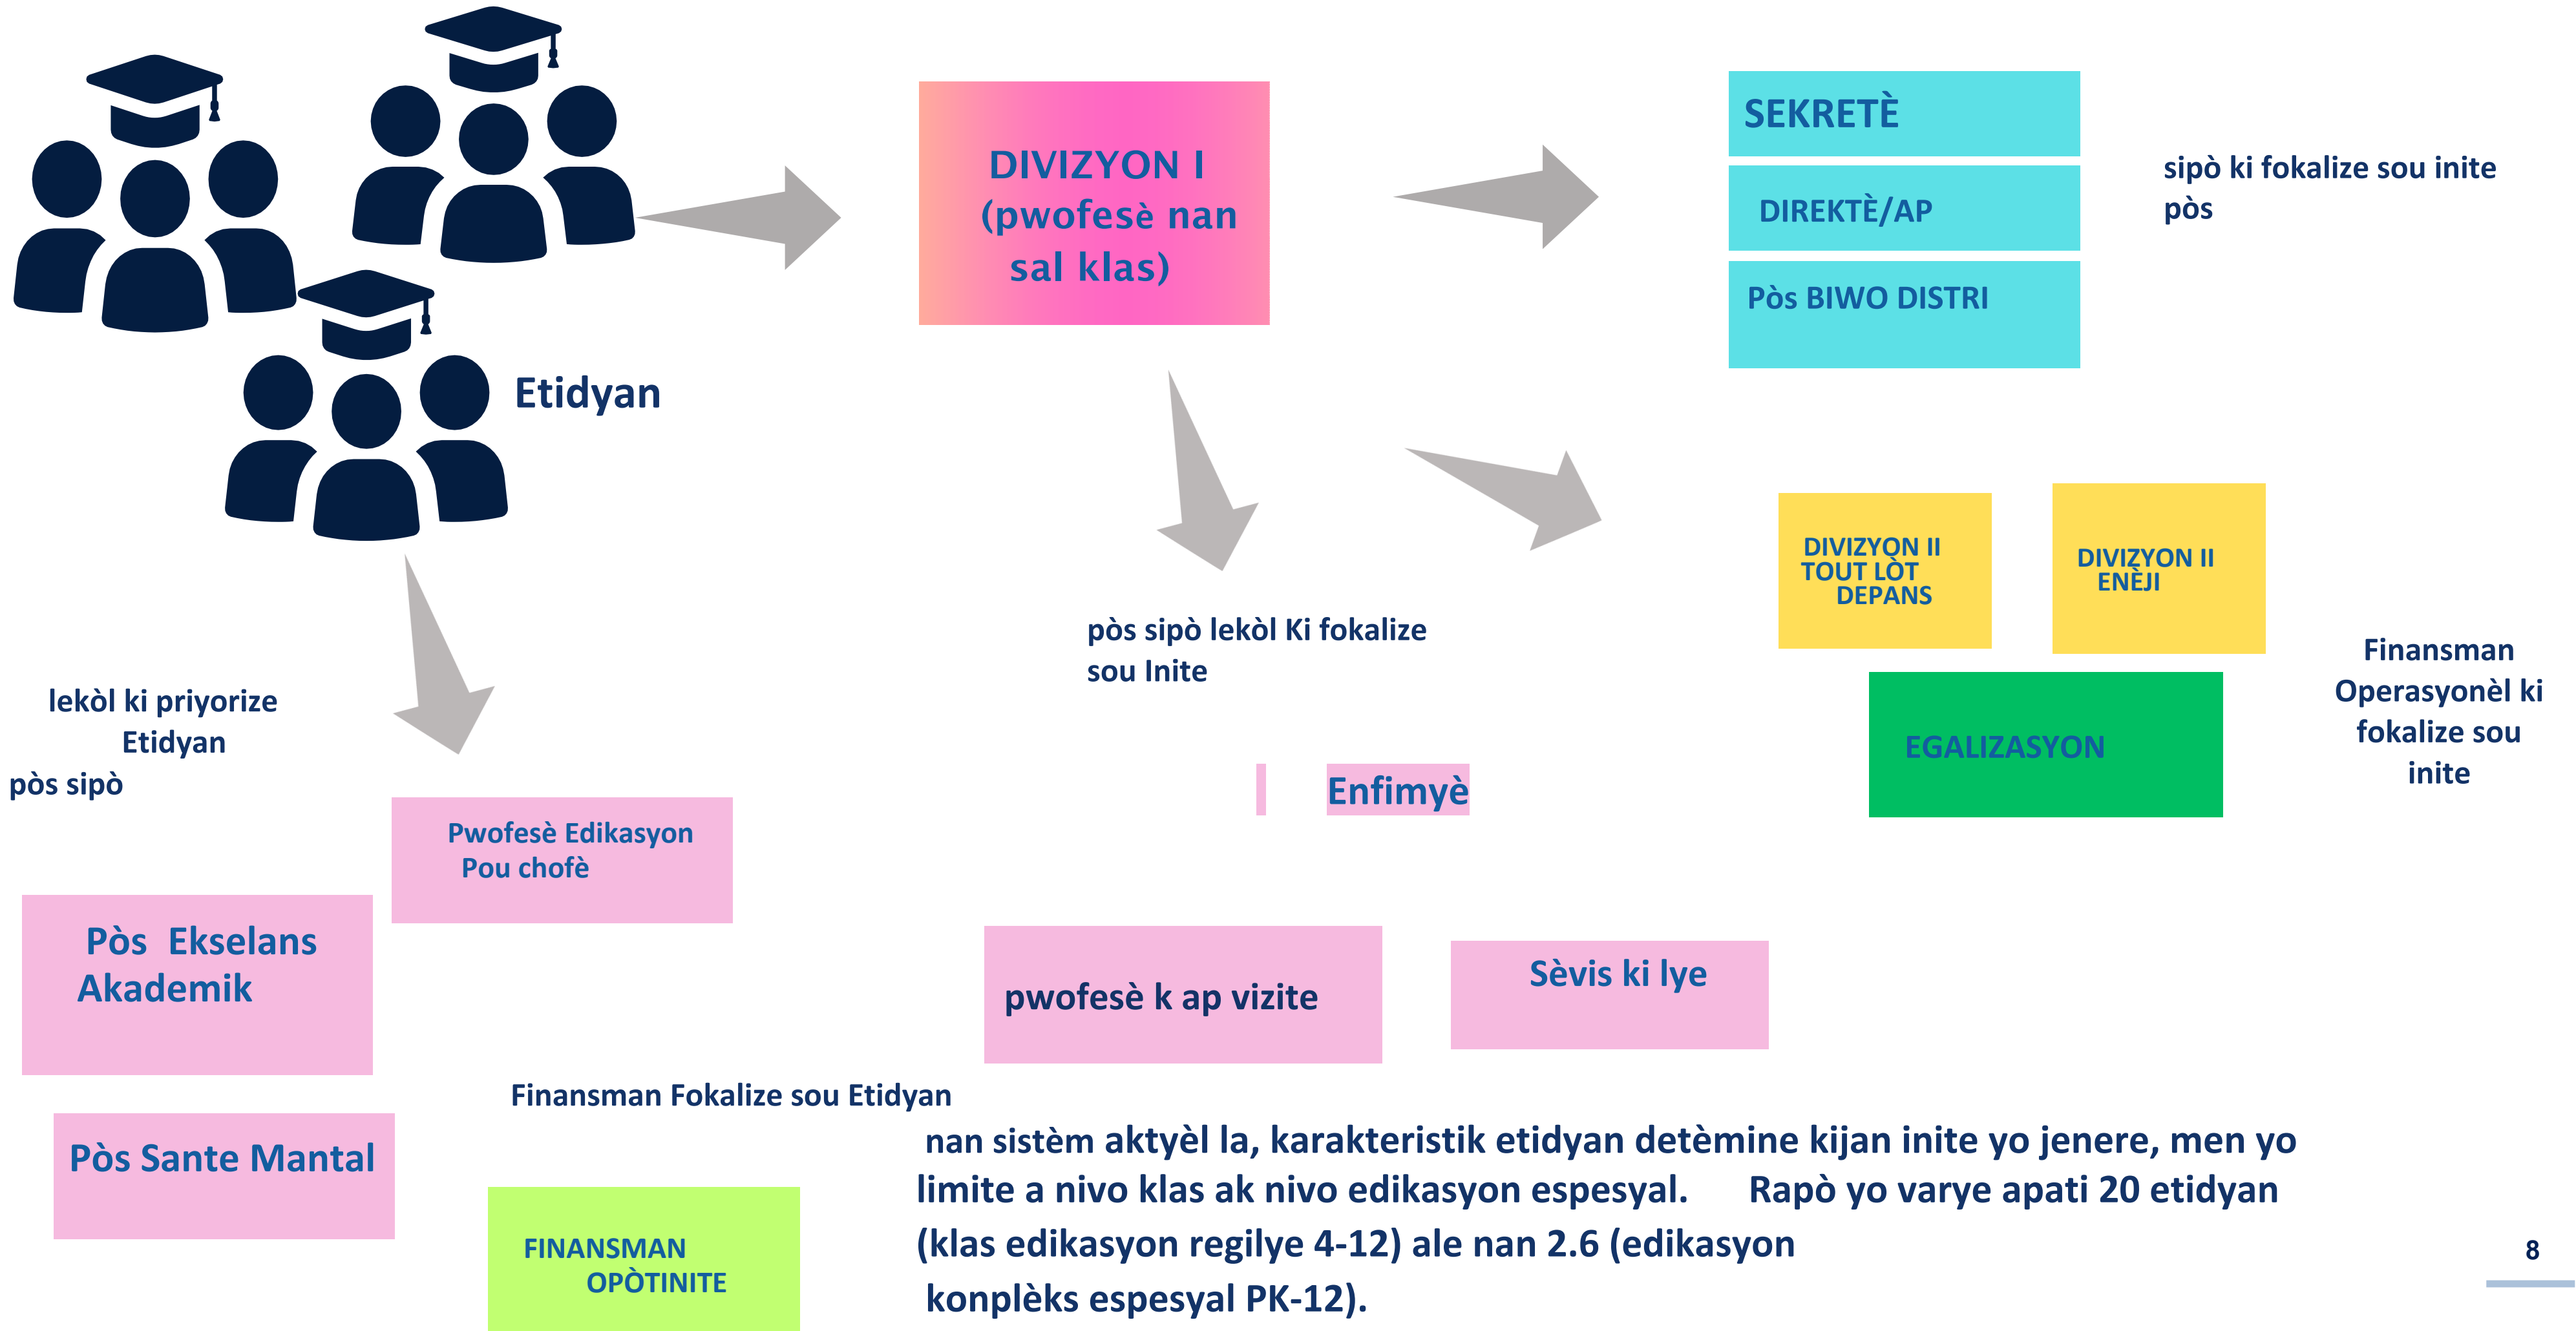 Etidyan
DIVIZYON I
(pwofesè nan
sal klas)
SEKRETÈ
DIREKTÈ/AP
Pòs BIWO DISTRI
sipò ki fokalize sou inite
pòs
DIVIZYON II
TOUT LÒT
DEPANS
DIVIZYON II
ENÈJI
EGALIZASYON
Finansman
Operasyonèl ki
fokalize sou
inite
pòs sipò lekòl Ki fokalize
sou Inite
Enfimyè
pwofesè k ap vizite
Sèvis ki lye
lekòl ki priyorize
Etidyan
pòs sipò
Pwofesè Edikasyon
Pou chofè
Pòs Ekselans
Akademik
Pòs Sante Mantal
Finansman Fokalize sou Etidyan
FINANSMAN
OPÒTINITE
nan sistèm aktyèl la, karakteristik etidyan detèmine kijan inite yo jenere, men yo
limite a nivo klas ak nivo edikasyon espesyal. Rapò yo varye apati 20 etidyan
(klas edikasyon regilye 4-12) ale nan 2.6 (edikasyon
konplèks espesyal PK-12).
8